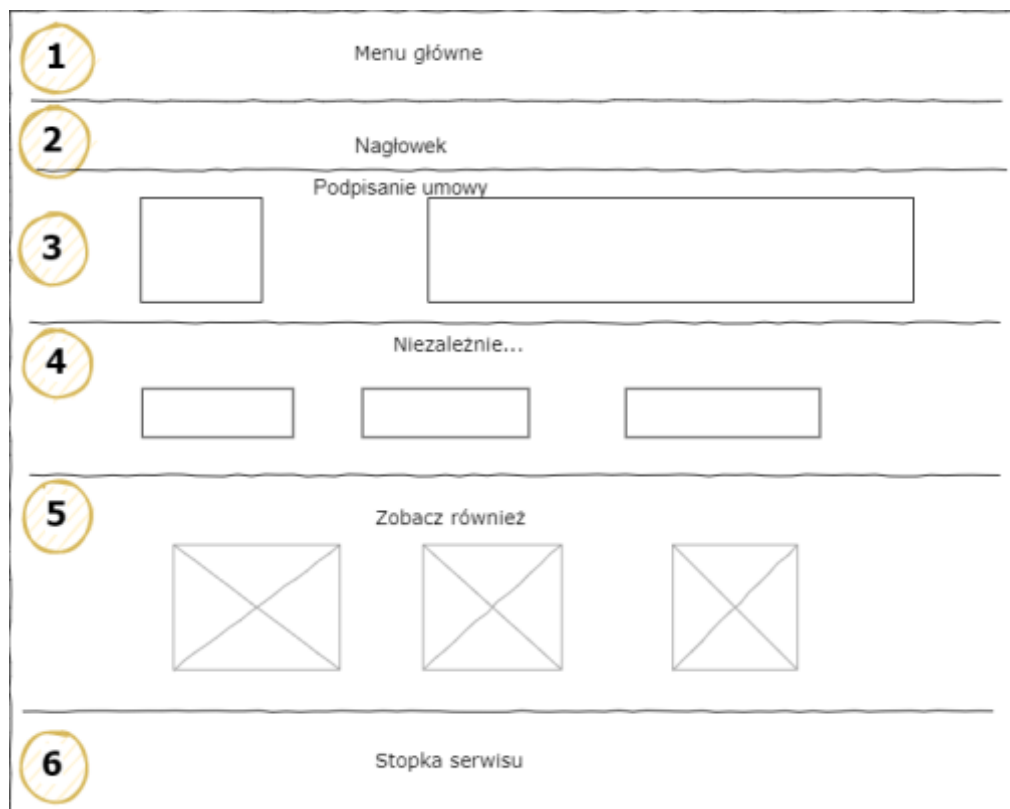 1
Menu główne
2
Nagłowek
Podpisanie umowy
3
4
Niezależnie...
5
Zobacz również
6
Stopka serwisu